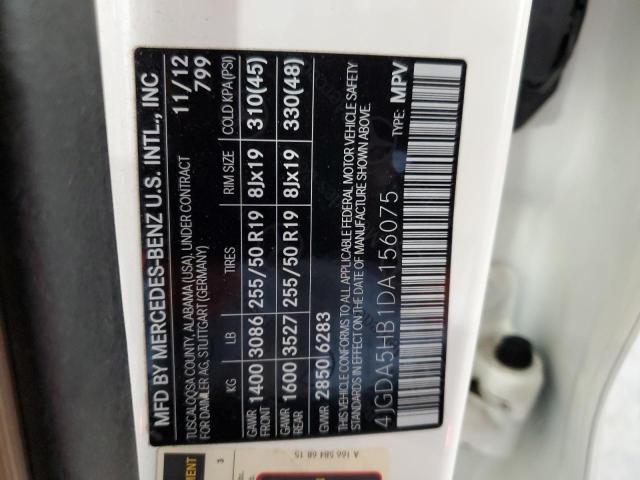 MFD BY MERCEDES-BENZ U.S. INTL., INC
TUSCALOOSA COUNTY, ALABAMA (USA), UNDER CONTRACT 11/12
FOR DAIMLER AG, STUTTGART (GERMANY) 799
KG LB TIRES RIM SIZE COLD KPA (PSI)
GAWR FRONT 1400 3086 255/50 R19 8Jx19 310(45)
GAWR REAR 1600 3527 255/50 R19 8Jx19 330(48)
GVWR 2850 6283
THIS VEHICLE CONFORMS TO ALL APPLICABLE FEDERAL MOTOR VEHICLE SAFETY
STANDARDS IN EFFECT ON THE DATE OF MANUFACTURE SHOWN ABOVE.
4JGDA5HB1DA156075 TYPE: MPV
A 166 584 68 15
3